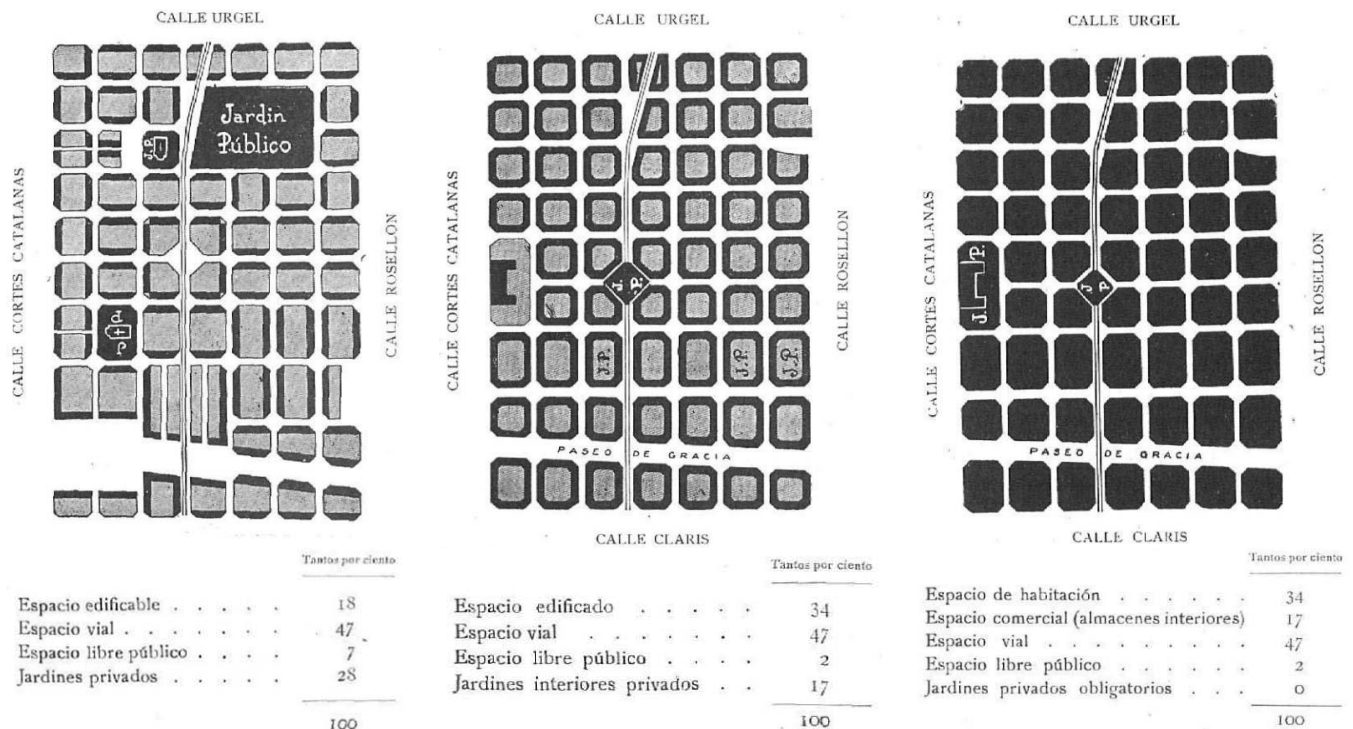 CALLE URGEL
Jardín
Público
J.P.
CALLE CORTES CATALANAS
CALLE ROSELLON
P
J
Tantos por ciento
Espacio edificable . . . . . 18
Espacio vial . . . . . . . 47
Espacio libre público . . . . 7
Jardines privados . . . . . 28
100
CALLE URGEL
CALLE CORTES CATALANAS
CALLE ROSELLON
J. P.
J. P.
J. P.
J. P.
PASEO DE GRACIA
CALLE CLARIS
Tantos por ciento
Espacio edificado . . . . . 34
Espacio vial . . . . . . . 47
Espacio libre público . . . . 2
Jardines interiores privados . . 17
100
CALLE URGEL
CALLE CORTES CATALANAS
CALLE ROSELLON
J. P.
J P
PASEO DE GRACIA
CALLE CLARIS
Tantos por ciento
Espacio de habitación . . . . . . 34
Espacio comercial (almacenes interiores) 17
Espacio vial . . . . . . . . . 47
Espacio libre público . . . . . . 2
Jardines privados obligatorios . . . 0
100